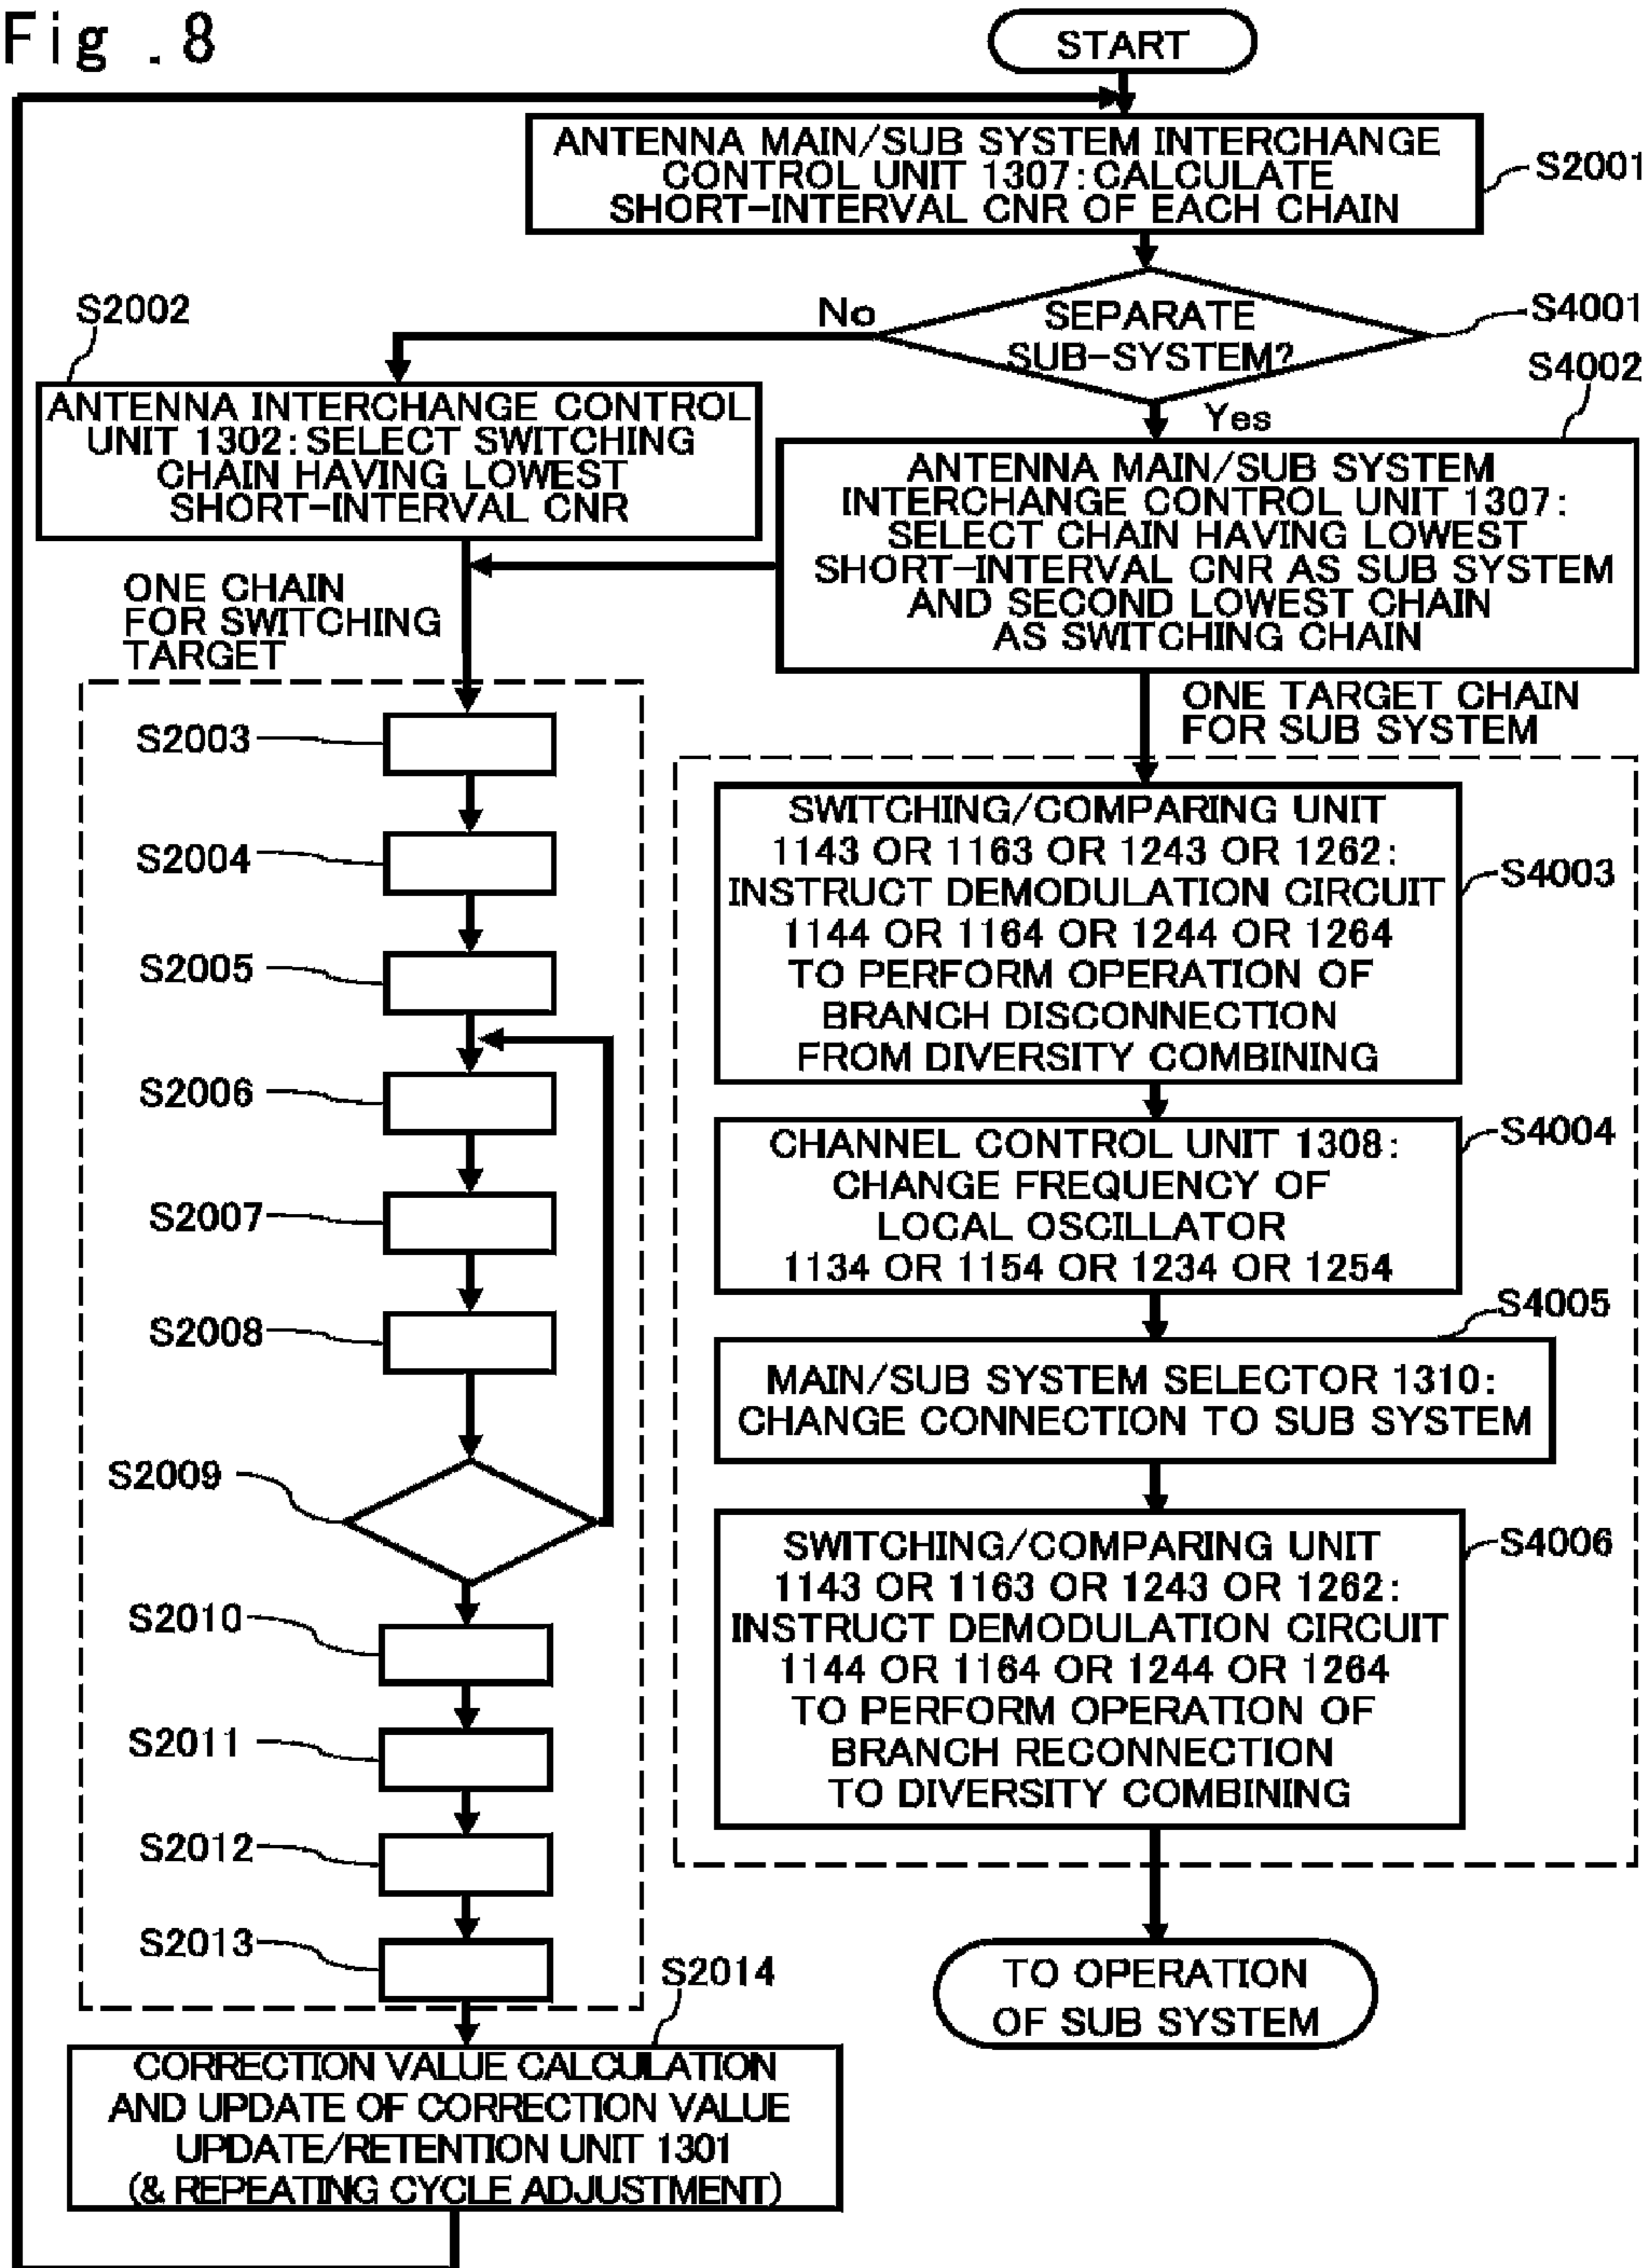 Fig .8
START
ANTENNA MAIN/SUB SYSTEM INTERCHANGE
CONTROL UNIT 1307:CALCULATE
SHORT-INTERVAL CNR OF EACH CHAIN
S2001
SEPARATE
SUB-SYSTEM?
S4001
No
Yes
S2002
ANTENNA INTERCHANGE CONTROL
UNIT 1302:SELECT SWITCHING
CHAIN HAVING LOWEST
SHORT-INTERVAL CNR
S4002
ANTENNA MAIN/SUB SYSTEM
INTERCHANGE CONTROL UNIT 1307:
SELECT CHAIN HAVING LOWEST
SHORT-INTERVAL CNR AS SUB SYSTEM
AND SECOND LOWEST CHAIN
AS SWITCHING CHAIN
ONE CHAIN
FOR SWITCHING
TARGET
ONE TARGET CHAIN
FOR SUB SYSTEM
S2003
S2004
S2005
S2006
S2007
S2008
S2009
S2010
S2011
S2012
S2013
S2014
CORRECTION VALUE CALCULATION
AND UPDATE OF CORRECTION VALUE
UPDATE/RETENTION UNIT 1301
(& REPEATING CYCLE ADJUSTMENT)
SWITCHING/COMPARING UNIT
1143 OR 1163 OR 1243 OR 1262:
INSTRUCT DEMODULATION CIRCUIT
1144 OR 1164 OR 1244 OR 1264
TO PERFORM OPERATION OF
BRANCH DISCONNECTION
FROM DIVERSITY COMBINING
S4003
CHANNEL CONTROL UNIT 1308:
CHANGE FREQUENCY OF
LOCAL OSCILLATOR
1134 OR 1154 OR 1234 OR 1254
S4004
S4005
MAIN/SUB SYSTEM SELECTOR 1310:
CHANGE CONNECTION TO SUB SYSTEM
SWITCHING/COMPARING UNIT
1143 OR 1163 OR 1243 OR 1262:
INSTRUCT DEMODULATION CIRCUIT
1144 OR 1164 OR 1244 OR 1264
TO PERFORM OPERATION OF
BRANCH RECONNECTION
TO DIVERSITY COMBINING
S4006
TO OPERATION
OF SUB SYSTEM